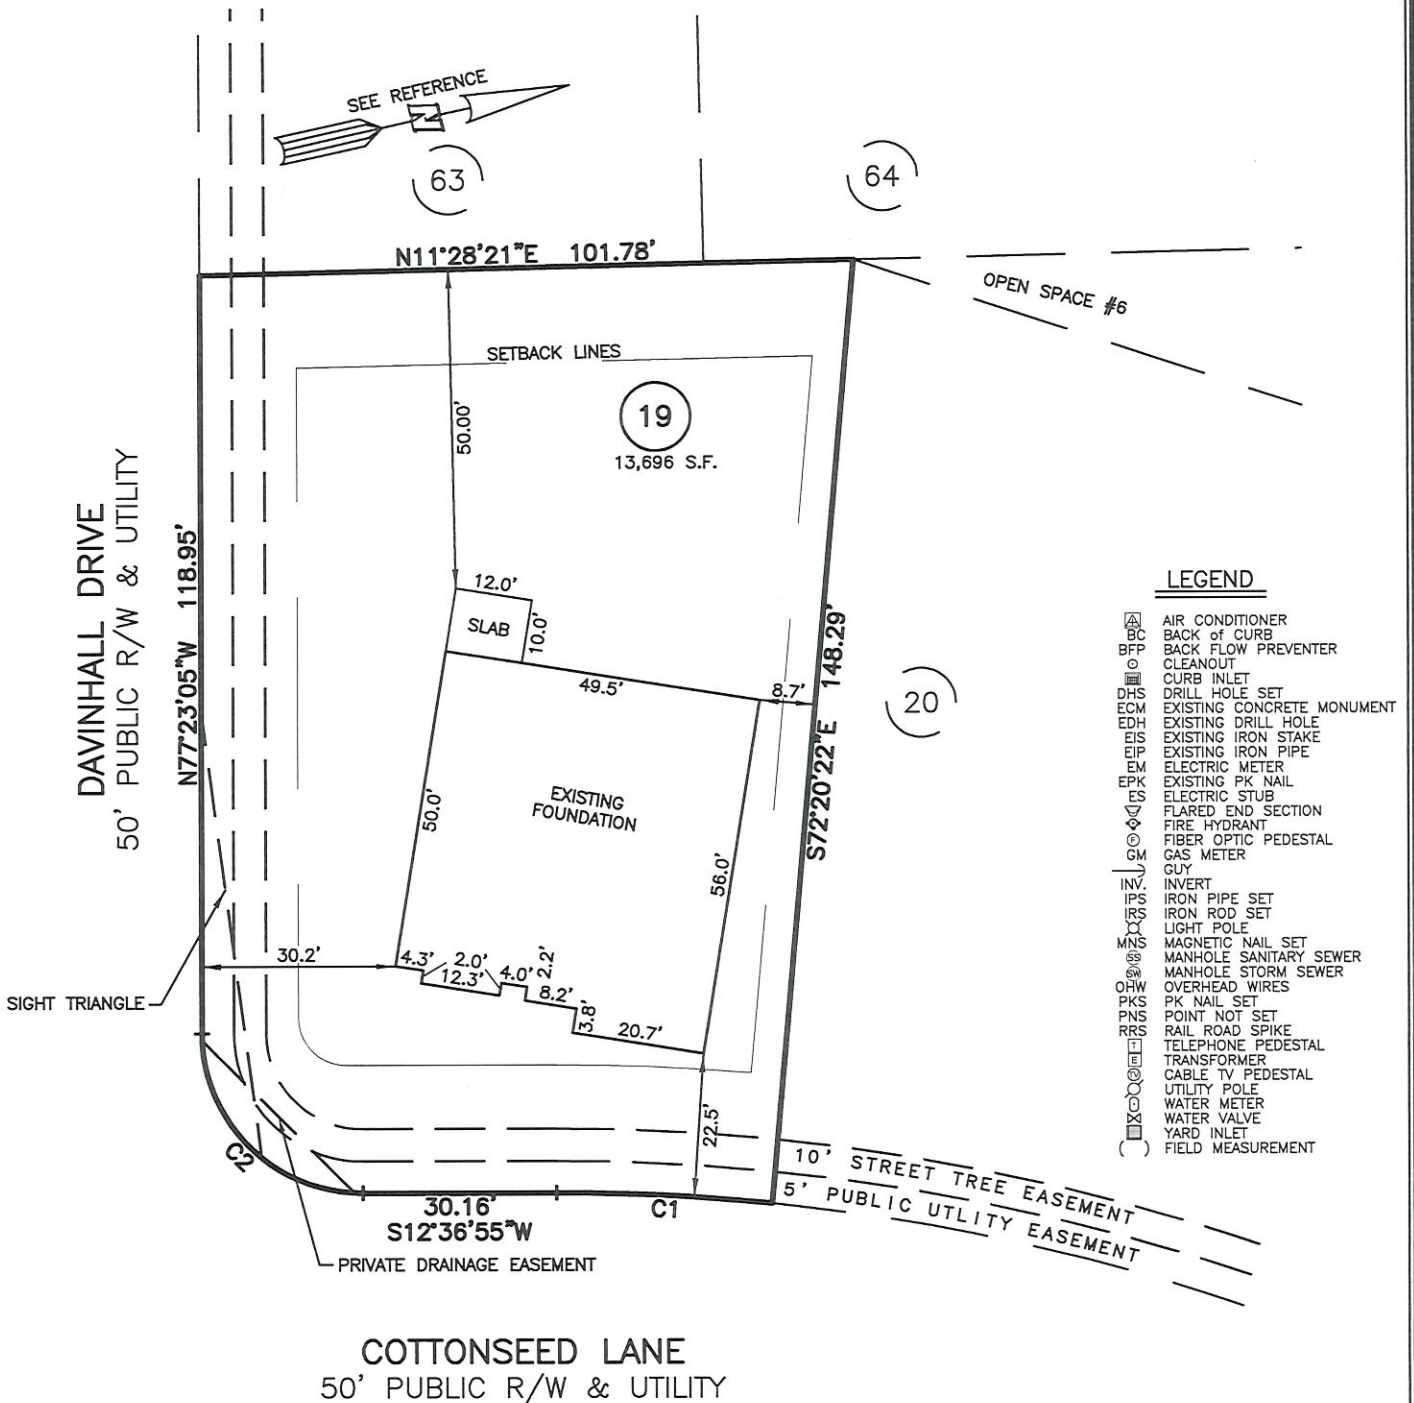 SEE REFERENCE
N
63
64
N11°28'21"E 101.78'
OPEN SPACE #6
SETBACK LINES
50.00'
19
13,696 S.F.
DAVINHALL DRIVE
50' PUBLIC R/W & UTILITY
N77°23'05"W 118.95'
12.0'
SLAB
10.0'
49.5'
8.7'
S72°20'22"E 148.29'
20
50.0'
EXISTING
FOUNDATION
56.0'
30.2'
4.3'
2.0'
12.3'
4.0'
2.2'
8.2'
3.8'
20.7'
SIGHT TRIANGLE
22.5'
C2
30.16'
S12°36'55"W
C1
10' STREET TREE EASEMENT
5' PUBLIC UTLITY EASEMENT
PRIVATE DRAINAGE EASEMENT
COTTONSEED LANE
50' PUBLIC R/W & UTILITY
LEGEND
A AIR CONDITIONER
BC BACK of CURB
BFP BACK FLOW PREVENTER
CLEANOUT
CURB INLET
DHS DRILL HOLE SET
ECM EXISTING CONCRETE MONUMENT
EDH EXISTING DRILL HOLE
EIS EXISTING IRON STAKE
EIP EXISTING IRON PIPE
EM ELECTRIC METER
EPK EXISTING PK NAIL
ES ELECTRIC STUB
FLARED END SECTION
FIRE HYDRANT
F FIBER OPTIC PEDESTAL
GM GAS METER
GUY
INV. INVERT
IPS IRON PIPE SET
IRS IRON ROD SET
LIGHT POLE
MNS MAGNETIC NAIL SET
SS MANHOLE SANITARY SEWER
SW MANHOLE STORM SEWER
OHW OVERHEAD WIRES
PKS PK NAIL SET
PNS POINT NOT SET
RRS RAIL ROAD SPIKE
T TELEPHONE PEDESTAL
E TRANSFORMER
TV CABLE TV PEDESTAL
UTILITY POLE
WATER METER
WATER VALVE
YARD INLET
( ) FIELD MEASUREMENT